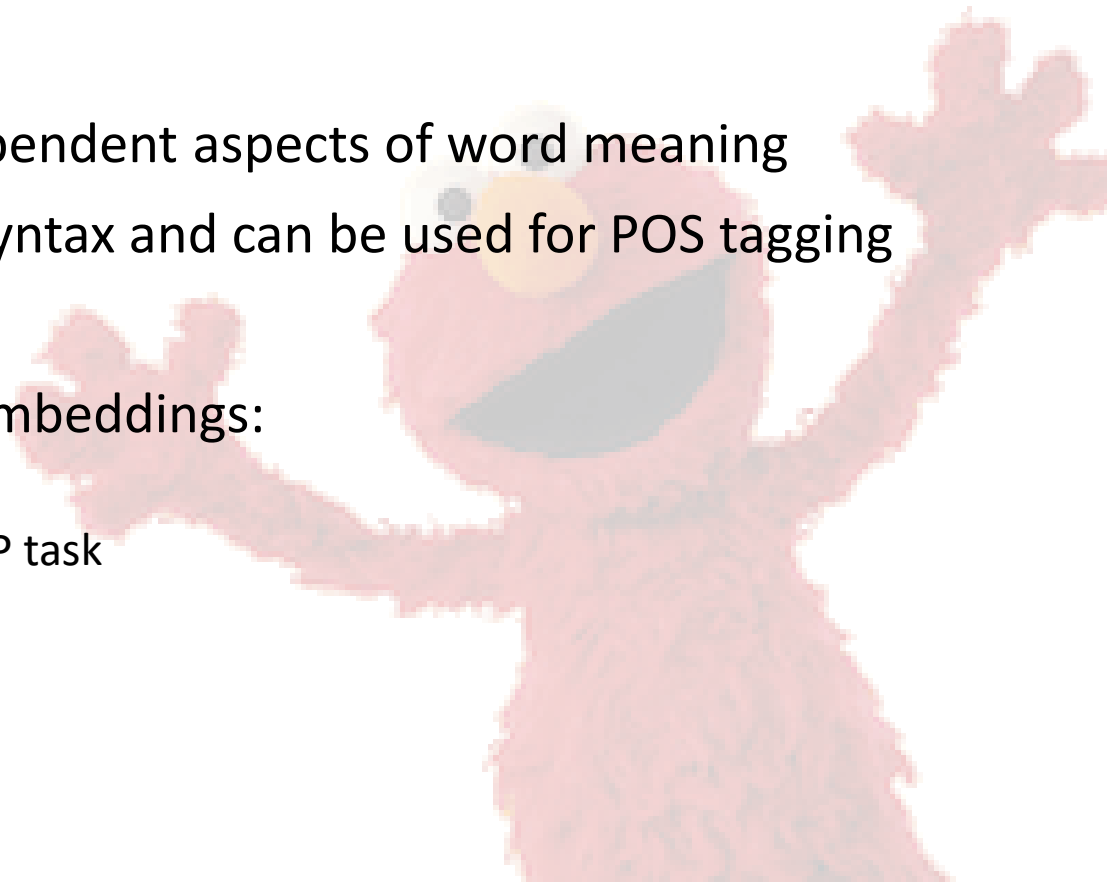 pendent aspects of word meaning
yntax and can be used for POS tagging
mbeddings:
P task